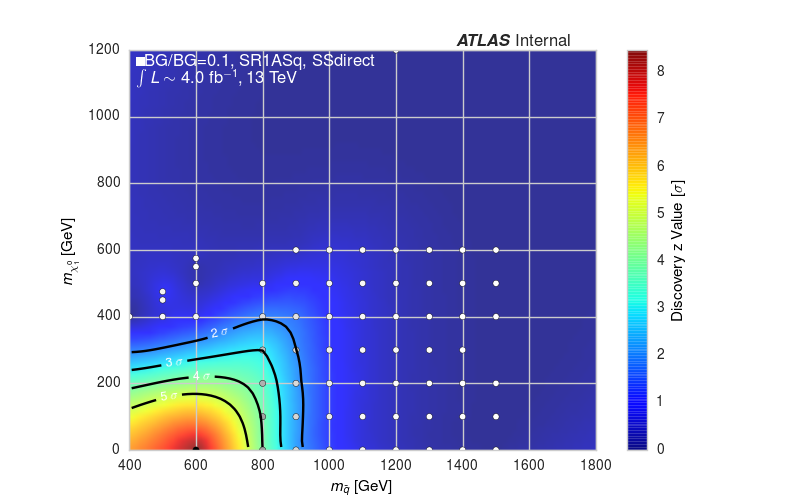 ATLAS Internal
■BG/BG=0.1, SR1ASq, SSdirect
∫ L ∼ 4.0 fb⁻¹, 13 TeV
1200
1000
800
600
400
200
0
m_χ̃₁⁰ [GeV]
2 σ
3 σ
4 σ
5 σ
400 600 800 1000 1200 1400 1600 1800
m_q̃ [GeV]
8
7
6
5
4
3
2
1
0
Discovery z Value [σ]